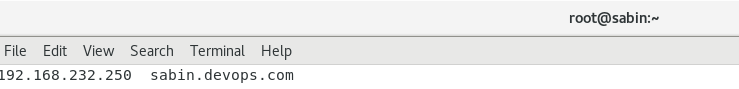 root@sabin:~
File Edit View Search Terminal Help
192.168.232.250 sabin.devops.com